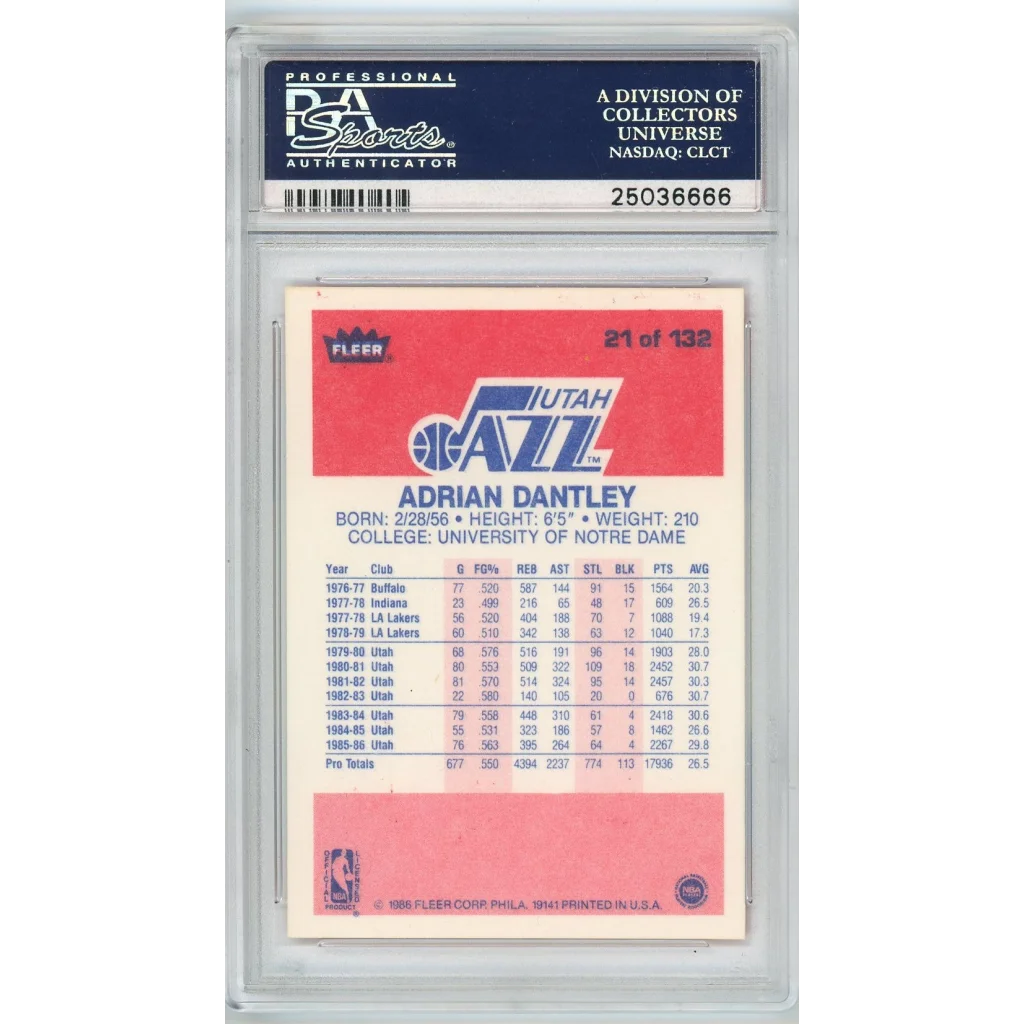 PROFESSIONAL
PSA
Sports®
AUTHENTICATOR
A DIVISION OF
COLLECTORS
UNIVERSE
NASDAQ: CLCT
25036666
FLEER®
21 of 132
UTAH
JAZZ™
ADRIAN DANTLEY
BORN: 2/28/56 • HEIGHT: 6'5" • WEIGHT: 210
COLLEGE: UNIVERSITY OF NOTRE DAME
Year Club G FG% REB AST STL BLK PTS AVG
1976-77 Buffalo 77 .520 587 144 91 15 1564 20.3
1977-78 Indiana 23 .499 216 65 48 17 609 26.5
1977-78 LA Lakers 56 .520 404 188 70 7 1088 19.4
1978-79 LA Lakers 60 .510 342 138 63 12 1040 17.3
1979-80 Utah 68 .576 516 191 96 14 1903 28.0
1980-81 Utah 80 .553 509 322 109 18 2452 30.7
1981-82 Utah 81 .570 514 324 95 14 2457 30.3
1982-83 Utah 22 .580 140 105 20 0 676 30.7
1983-84 Utah 79 .558 448 310 61 4 2418 30.6
1984-85 Utah 55 .531 323 186 57 8 1462 26.6
1985-86 Utah 76 .563 395 264 64 4 2267 29.8
Pro Totals 677 .550 4394 2237 774 113 17936 26.5
OFFICIAL
LICENSED
NBA
PRODUCT®
© 1986 FLEER CORP. PHILA. 19141 PRINTED IN U.S.A.
NBA
PLAYERS